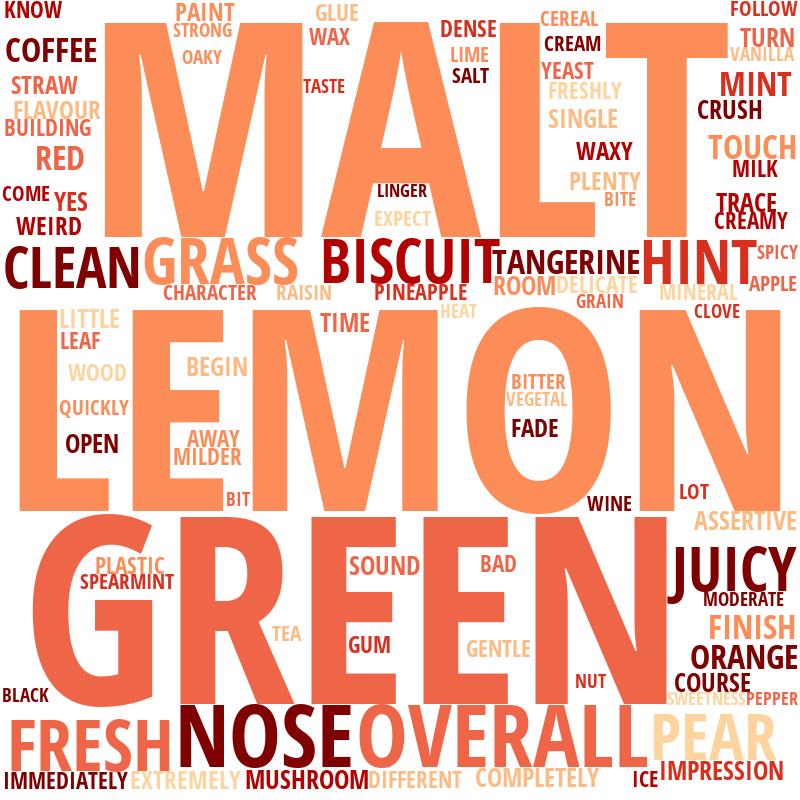 KNOW
PAINT
GLUE
CEREAL
FOLLOW
STRONG
WAX
DENSE
CREAM
TURN
COFFEE
OAKY
LIME
VANILLA
STRAW
TASTE
SALT
YEAST
MINT
FLAVOUR
FRESHLY
CRUSH
BUILDING
SINGLE
MALT
RED
WAXY
TOUCH
MILK
COME
YES
LINGER
PLENTY
BITE
TRACE
WEIRD
EXPECT
CREAMY
CLEAN
GRASS
BISCUIT
TANGERINE
HINT
SPICY
CHARACTER
RAISIN
PINEAPPLE
ROOM
DELICATE
MINERAL
APPLE
GRAIN
LITTLE
TIME
HEAT
CLOVE
LEAF
WOOD
BEGIN
BITTER
QUICKLY
VEGETAL
LEMON
OPEN
AWAY
FADE
MILDER
BIT
WINE
LOT
ASSERTIVE
PLASTIC
SOUND
BAD
JUICY
SPEARMINT
MODERATE
GREEN
TEA
GUM
GENTLE
FINISH
ORANGE
BLACK
NUT
COURSE
SWEETNESS
PEPPER
FRESH
NOSE
OVERALL
PEAR
IMMEDIATELY
EXTREMELY
MUSHROOM
DIFFERENT
COMPLETELY
ICE
IMPRESSION